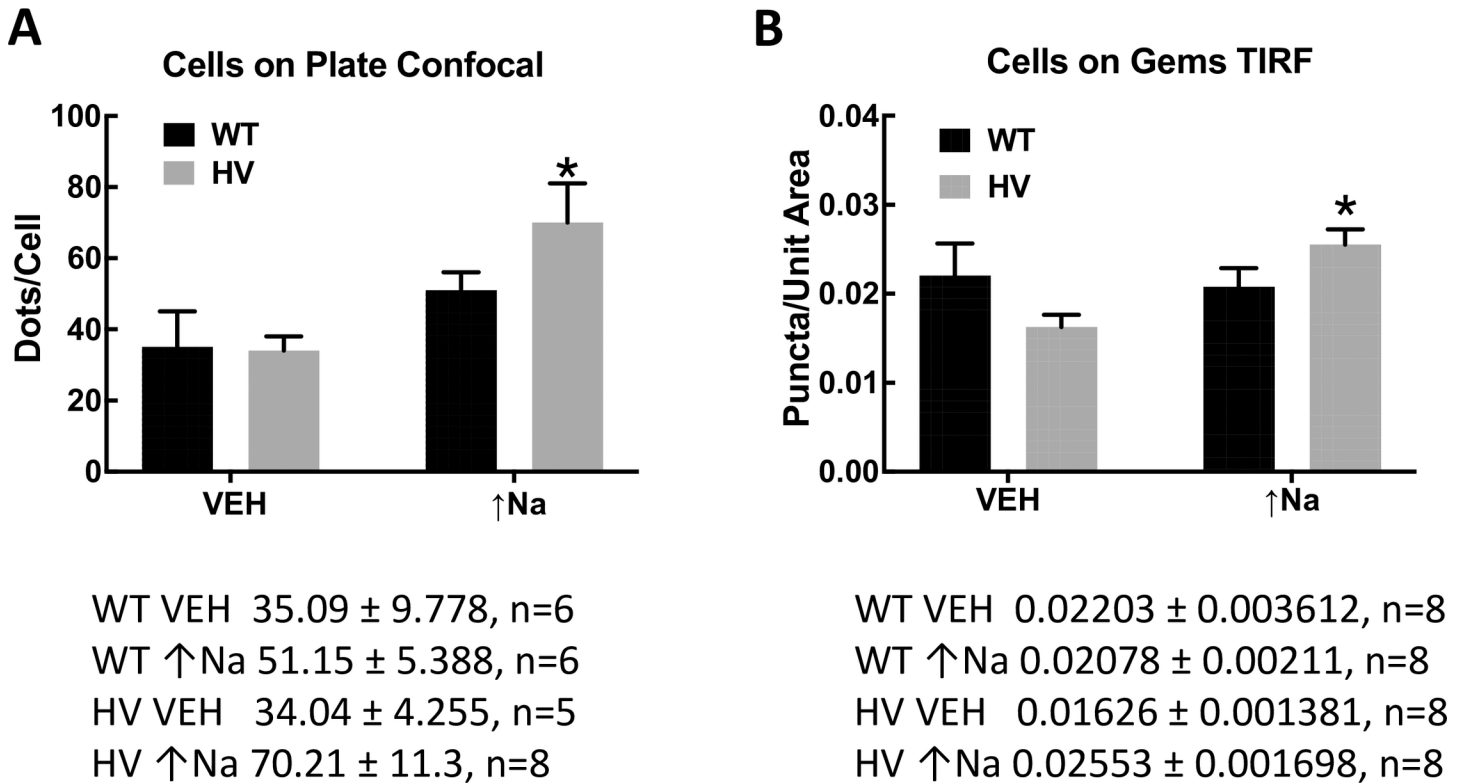 A
Cells on Plate Confocal
WT
HV
Dots/Cell
100
80
60
40
20
0
*
VEH
↑Na
WT VEH 35.09 ± 9.778, n=6
WT ↑Na 51.15 ± 5.388, n=6
HV VEH 34.04 ± 4.255, n=5
HV ↑Na 70.21 ± 11.3, n=8
B
Cells on Gems TIRF
WT
HV
Puncta/Unit Area
0.04
0.03
0.02
0.01
0.00
*
VEH
↑Na
WT VEH 0.02203 ± 0.003612, n=8
WT ↑Na 0.02078 ± 0.00211, n=8
HV VEH 0.01626 ± 0.001381, n=8
HV ↑Na 0.02553 ± 0.001698, n=8